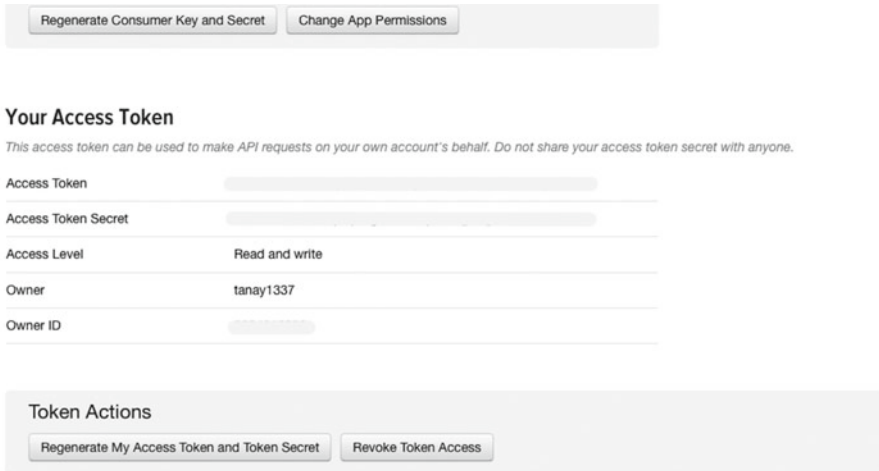 Regenerate Consumer Key and Secret Change App Permissions
Your Access Token
This access token can be used to make API requests on your own account's behalf. Do not share your access token secret with anyone.
Access Token
Access Token Secret
Access Level Read and write
Owner tanay1337
Owner ID
Token Actions
Regenerate My Access Token and Token Secret Revoke Token Access